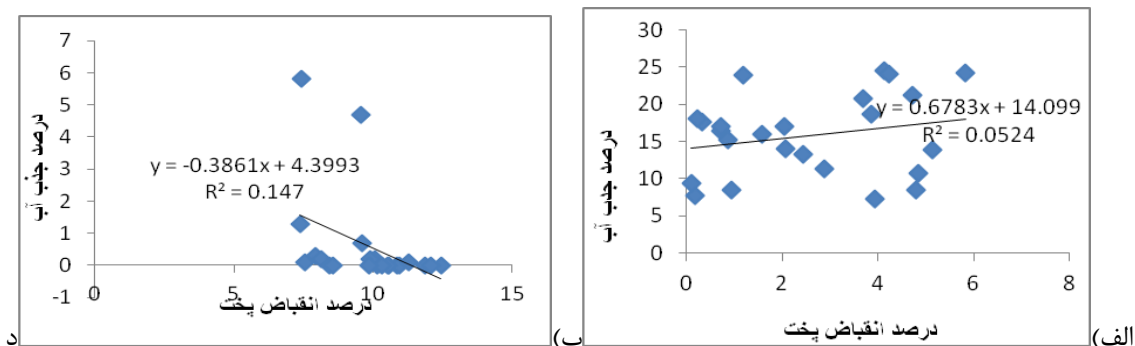 7
6
5
4
3
2
1
0
-1
0
5
10
15
y = -0.3861x + 4.3993
R² = 0.147
درصد جذب آب
درصد انقباض پخت
30
25
20
15
10
5
0
0
2
4
6
8
y = 0.6783x + 14.099
R² = 0.0524
درصد جذب آب
درصد انقباض پخت
الف)
ب)
د